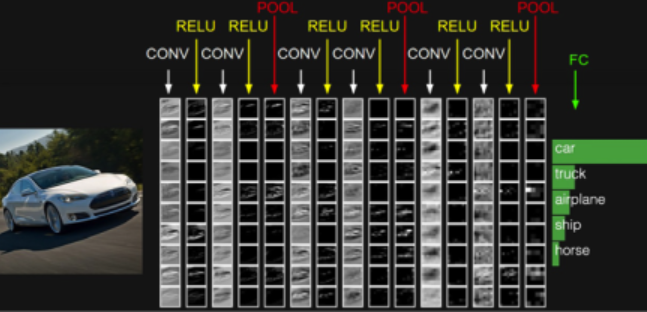 POOL POOL POOL
RELU RELU RELU RELU RELU RELU
CONV CONV CONV CONV CONV CONV
FC
car
truck
airplane
ship
horse